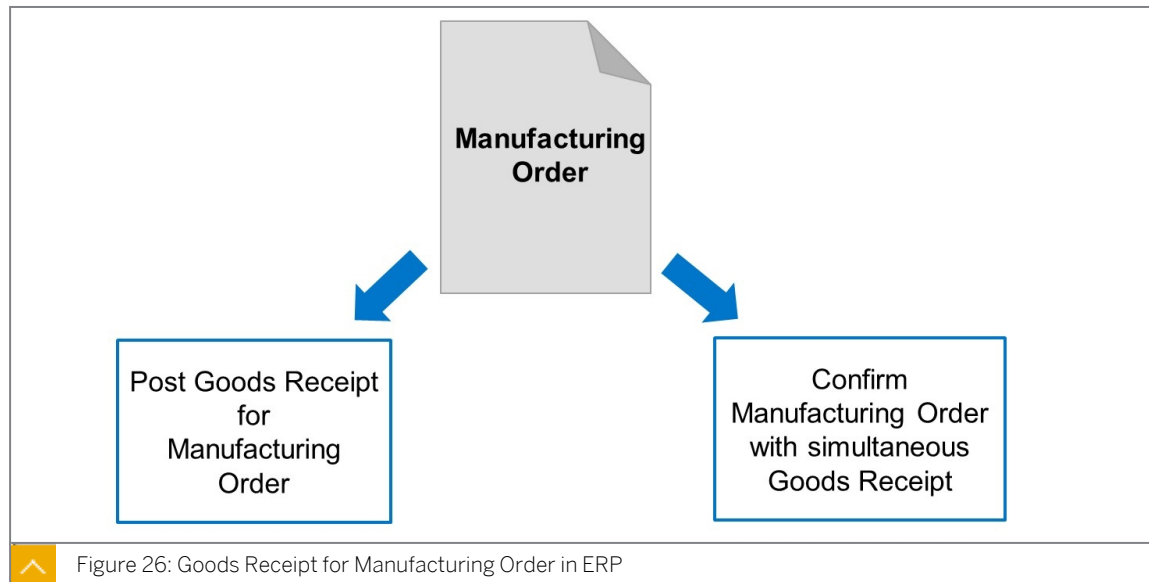 Manufacturing
Order
Post Goods Receipt
for
Manufacturing
Order
Confirm
Manufacturing Order
with simultaneous
Goods Receipt
Figure 26: Goods Receipt for Manufacturing Order in ERP